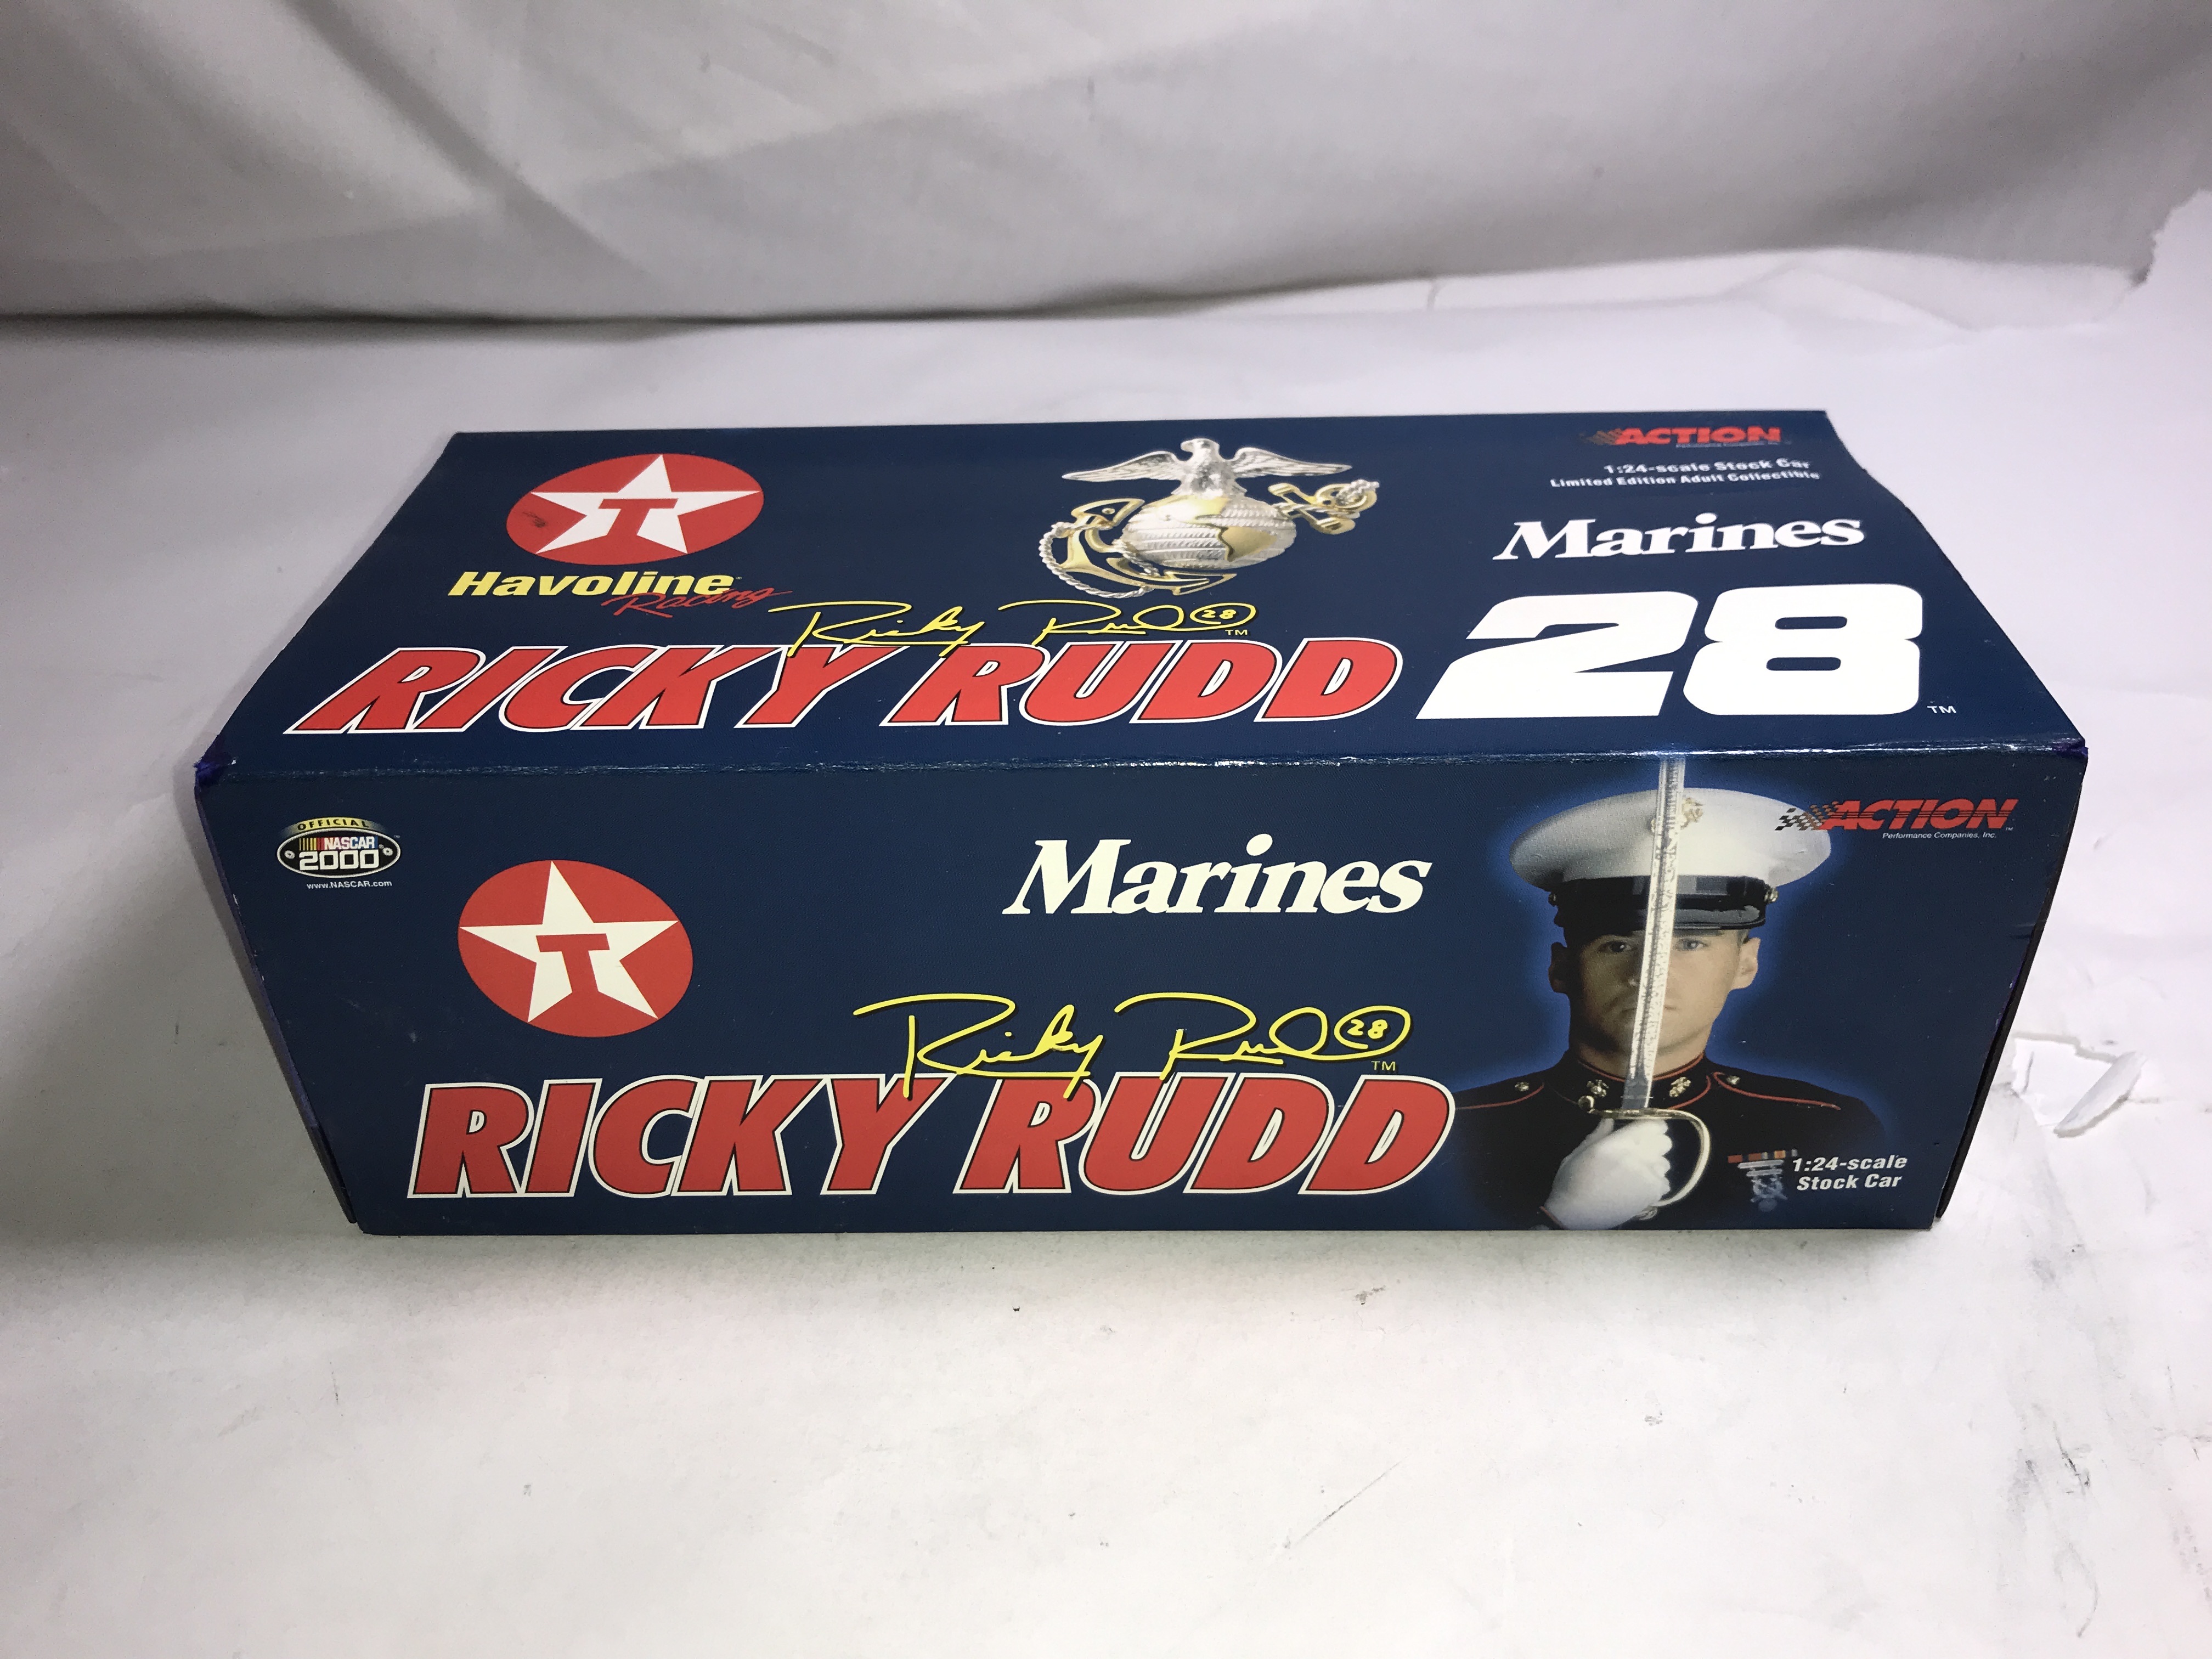 ACTION
1:24-scale Stock Car
Limited Edition Adult Collectible
T
Havoline
Racing
Marines
Ricky Rudd 28 ™
RICKY RUDD
28 ™
OFFICIAL
NASCAR
2000
www.NASCAR.com
T
Marines
ACTION
Performance Companies, Inc.
Ricky Rudd 28 ™
RICKY RUDD
1:24-scale
Stock Car